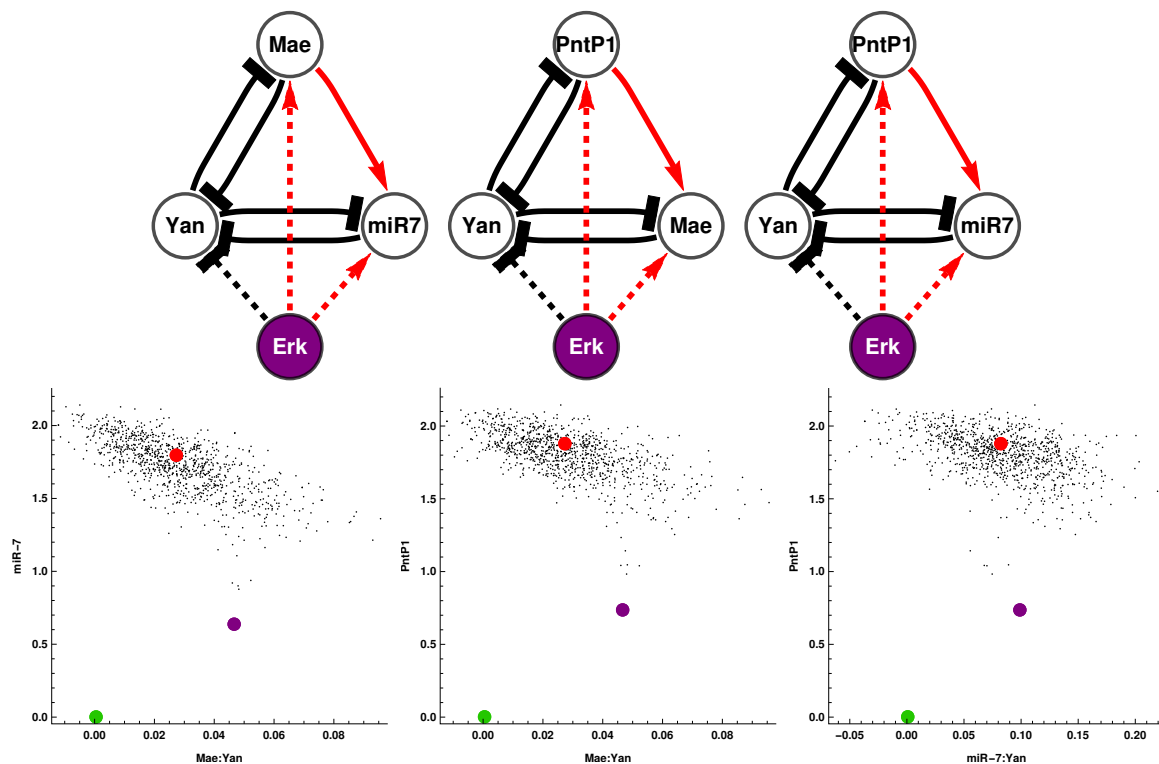 Mae PntP1 PntP1
Yan miR7 Yan Mae Yan miR7
Erk Erk Erk
miR-7
2.0
1.5
1.0
0.5
0.0
0.00 0.02 0.04 0.06 0.08
Mae:Yan
PntP1
2.0
1.5
1.0
0.5
0.0
0.00 0.02 0.04 0.06 0.08
Mae:Yan
PntP1
2.0
1.5
1.0
0.5
0.0
-0.05 0.00 0.05 0.10 0.15 0.20
miR-7:Yan